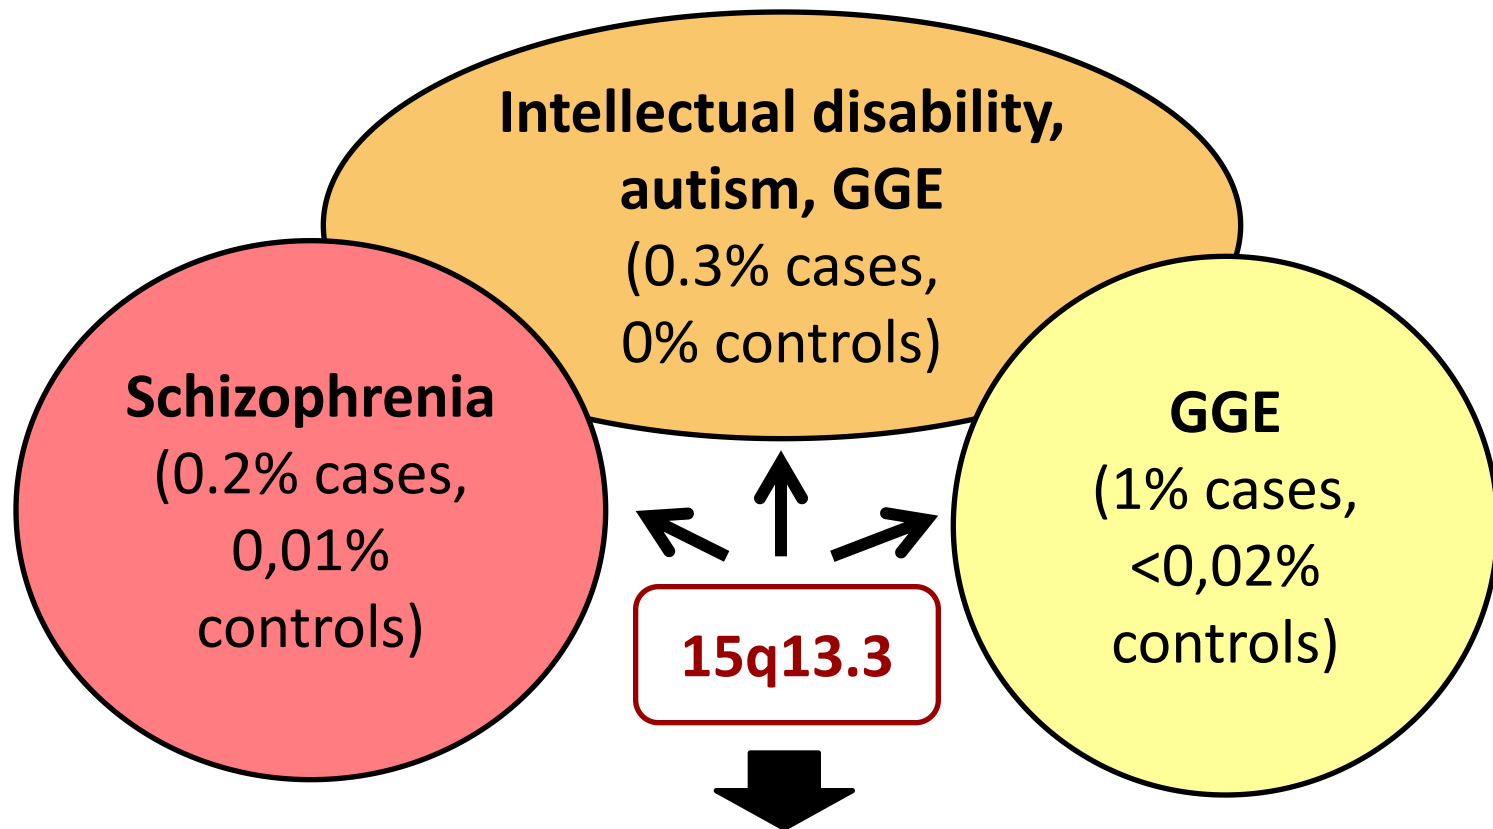 Intellectual disability,
autism, GGE
(0.3% cases,
0% controls)
Schizophrenia
(0.2% cases,
0,01%
controls)
GGE
(1% cases,
<0,02%
controls)
15q13.3